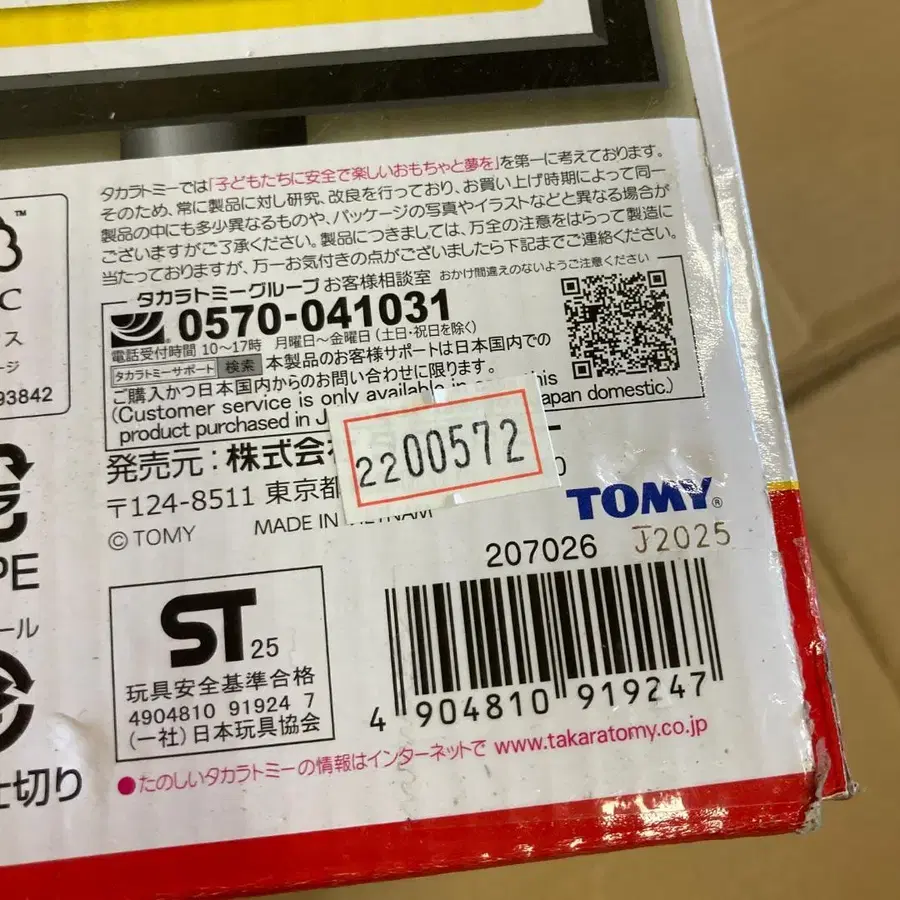 タカラトミーでは「子どもたちに安全で楽しいおもちゃと夢を」を第一に考えております。
そのため、常に製品に対し研究、改良を行っており、お買い上げ時期によって同一
製品の中にも多少異なるものや、パッケージの写真やイラストなどと異なる場合が
ございますがご了承ください。製品につきましては、万全の注意をはらって製造に
当たっておりますが、万一お気付きの点がございましたら下記までご連絡ください。
タカラトミーグループ お客様相談室 おかけ間違えのないようご注意ください
0570-041031
電話受付時間 10〜17時 月曜日〜金曜日(土日・祝日を除く)
タカラトミーサポート 検索 本製品のお客様サポートは日本国内での
ご購入かつ日本国内からのお問い合わせに限ります。
(Customer service is only available in this
product purchased in Japan domestic.)
2200572
発売元:株式会
〒124-8511 東京都
TOMY®
© TOMY MADE IN VIETNAM
207026 J2025
ST 25
玩具安全基準合格
4904810 91924 7
(一社)日本玩具協会
4 904810 919247
●たのしいタカラトミーの情報はインターネットで www.takaratomy.co.jp
™
C
ス
ージ
93842
PE
ール
仕切り